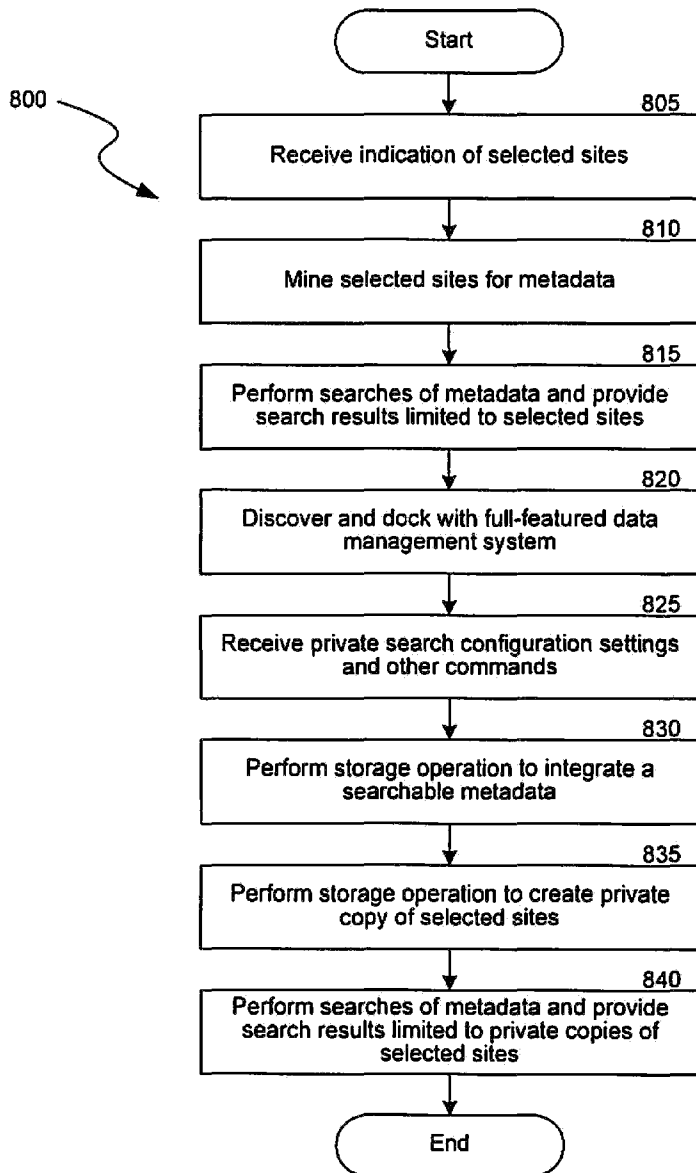 Start
800
805
Receive indication of selected sites
810
Mine selected sites for metadata
815
Perform searches of metadata and provide
search results limited to selected sites
820
Discover and dock with full-featured data
management system
825
Receive private search configuration settings
and other commands
830
Perform storage operation to integrate a
searchable metadata
835
Perform storage operation to create private
copy of selected sites
840
Perform searches of metadata and provide
search results limited to private copies of
selected sites
End